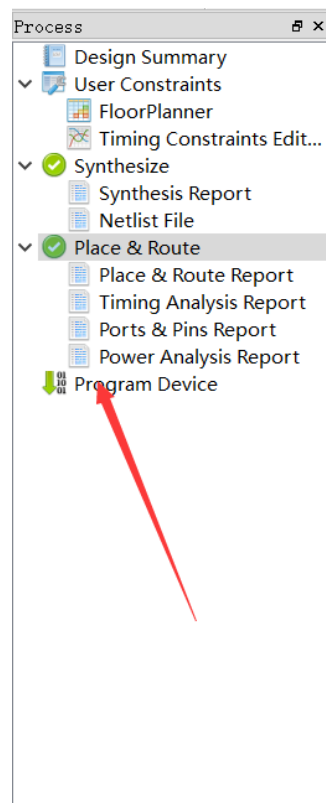 Process
Design Summary
User Constraints
FloorPlanner
Timing Constraints Edit...
Synthesize
Synthesis Report
Netlist File
Place & Route
Place & Route Report
Timing Analysis Report
Ports & Pins Report
Power Analysis Report
Program Device